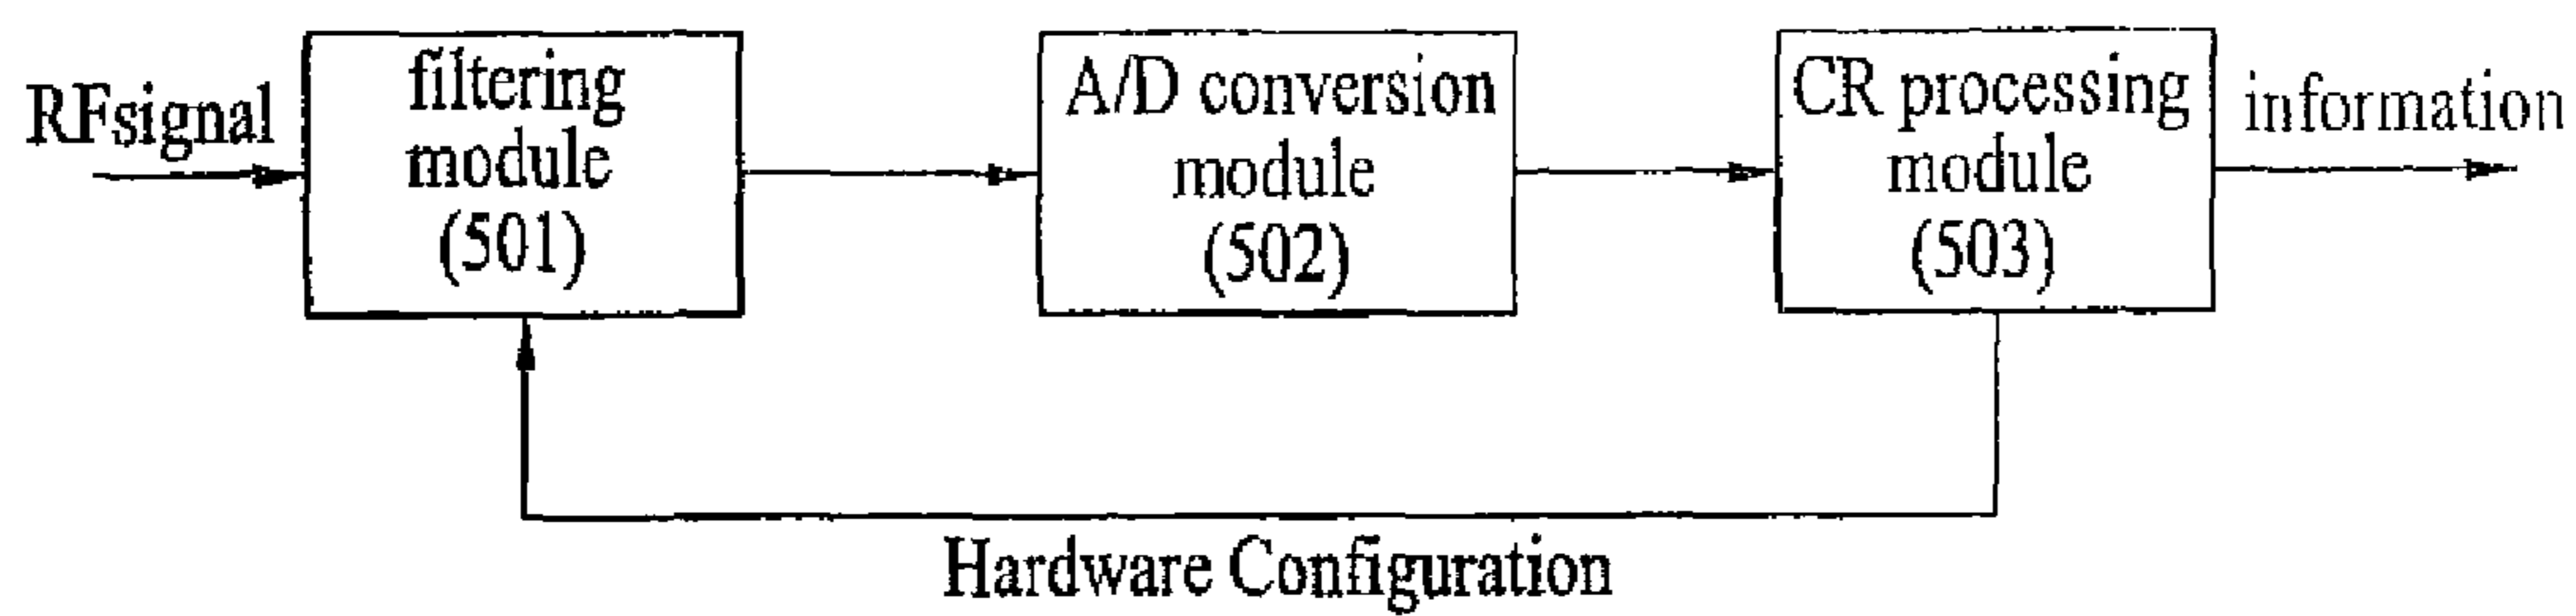 RFsignal
filtering
module
(501)
A/D conversion
module
(502)
CR processing
module
(503)
information
Hardware Configuration